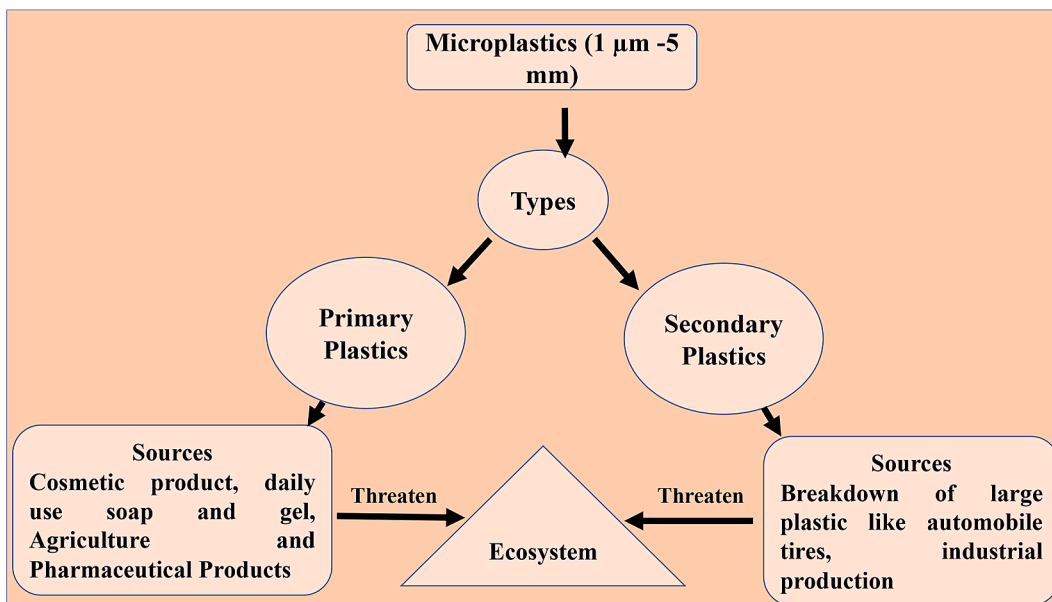 Microplastics (1 µm -5
mm)
Types
Primary
Plastics
Secondary
Plastics
Sources
Cosmetic product, daily
use soap and gel,
Agriculture and
Pharmaceutical Products
Threaten
Ecosystem
Threaten
Sources
Breakdown of large
plastic like automobile
tires, industrial
production